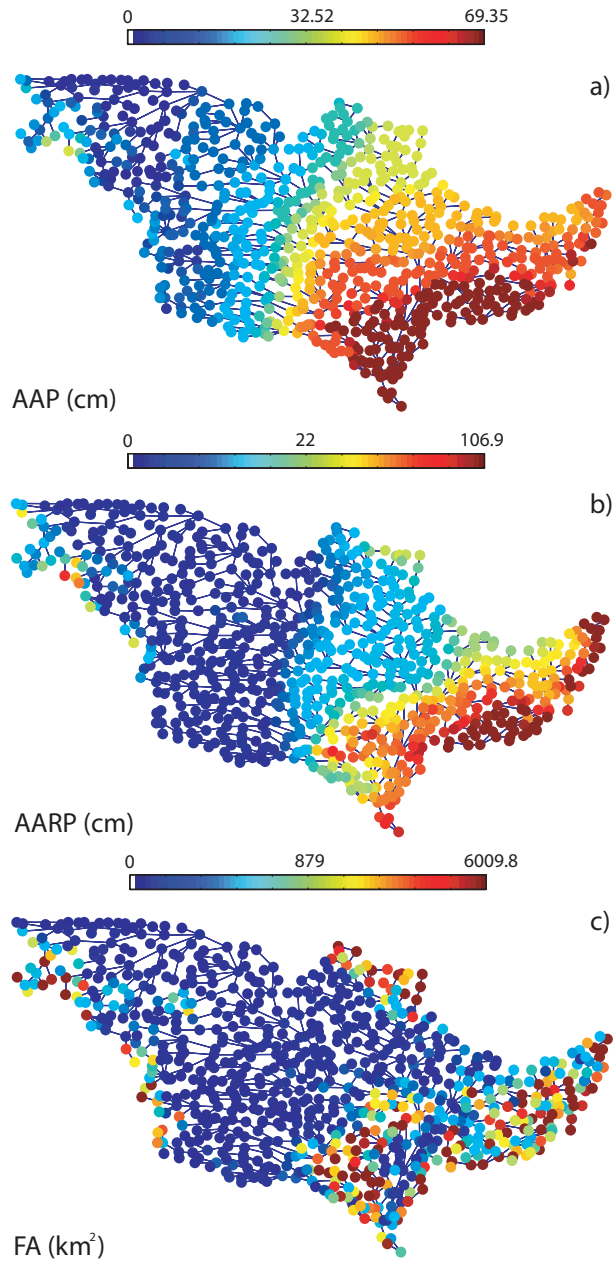 0 32.52 69.35
a)
AAP (cm)
0 22 106.9
b)
AARP (cm)
0 879 6009.8
c)
FA (km²)